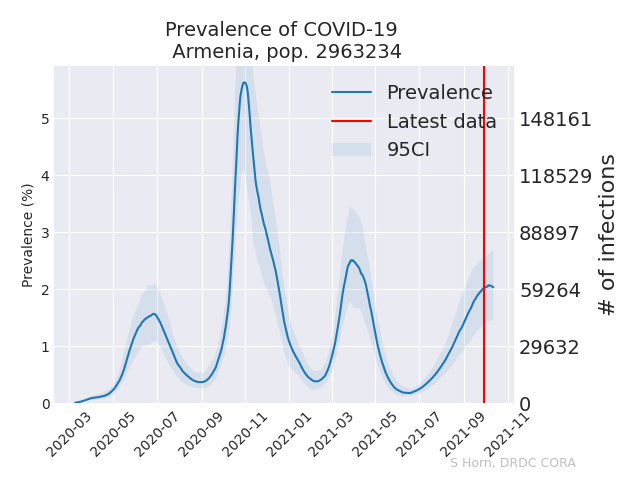 Prevalence of COVID-19
Armenia, pop. 2963234
Prevalence
Latest data
95CI
Prevalence (%)
5
4
3
2
1
0
148161
118529
88897
59264
29632
0
# of infections
2020-03
2020-05
2020-07
2020-09
2020-11
2021-01
2021-03
2021-05
2021-07
2021-09
2021-11
S Horn, DRDC CORA